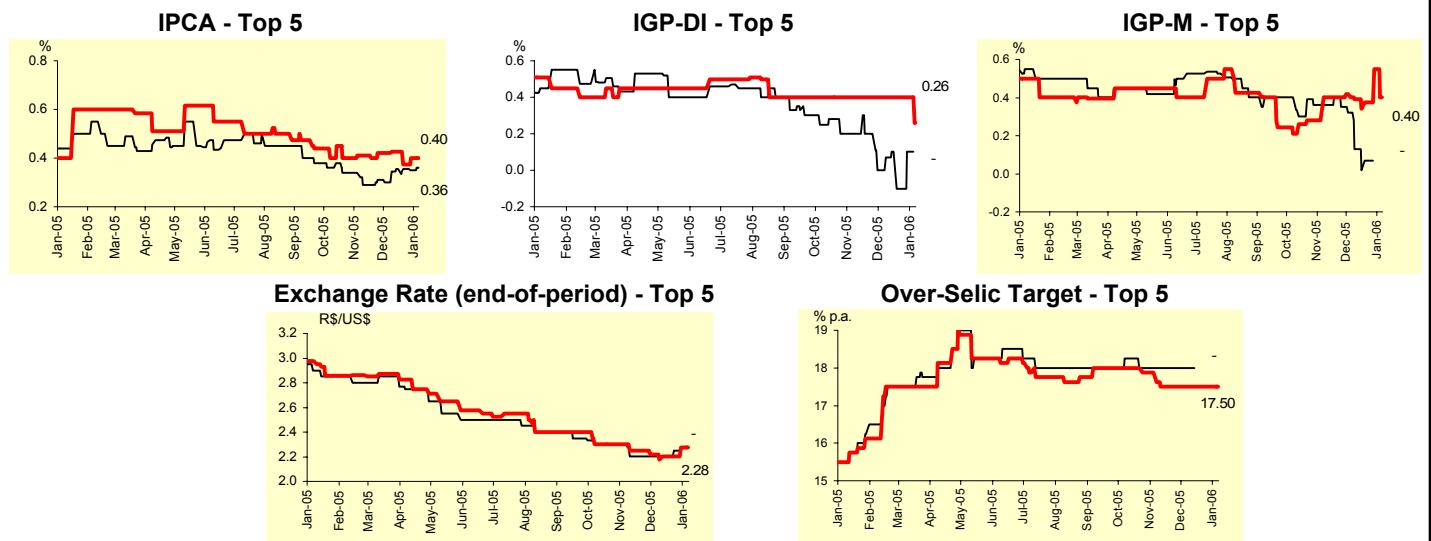 IPCA - Top 5
%
0.8
0.6
0.4
0.2
0.40
0.36
Jan-05
Feb-05
Mar-05
Apr-05
May-05
Jun-05
Jul-05
Aug-05
Sep-05
Oct-05
Nov-05
Dec-05
Jan-06
IGP-DI - Top 5
%
0.6
0.4
0.2
0.0
-0.2
0.26
-
Jan-05
Feb-05
Mar-05
Apr-05
May-05
Jun-05
Jul-05
Aug-05
Sep-05
Oct-05
Nov-05
Dec-05
Jan-06
IGP-M - Top 5
%
0.6
0.4
0.2
0.0
-0.2
0.40
-
Jan-05
Feb-05
Mar-05
Apr-05
May-05
Jun-05
Jul-05
Aug-05
Sep-05
Oct-05
Nov-05
Dec-05
Jan-06
Exchange Rate (end-of-period) - Top 5
R$/US$
3.2
3.0
2.8
2.6
2.4
2.2
2.0
-
2.28
Jan-05
Feb-05
Mar-05
Apr-05
May-05
Jun-05
Jul-05
Aug-05
Sep-05
Oct-05
Nov-05
Dec-05
Jan-06
Over-Selic Target - Top 5
% p.a.
19
18
17
16
15
-
17.50
Jan-05
Feb-05
Mar-05
Apr-05
May-05
Jun-05
Jul-05
Aug-05
Sep-05
Oct-05
Nov-05
Dec-05
Jan-06